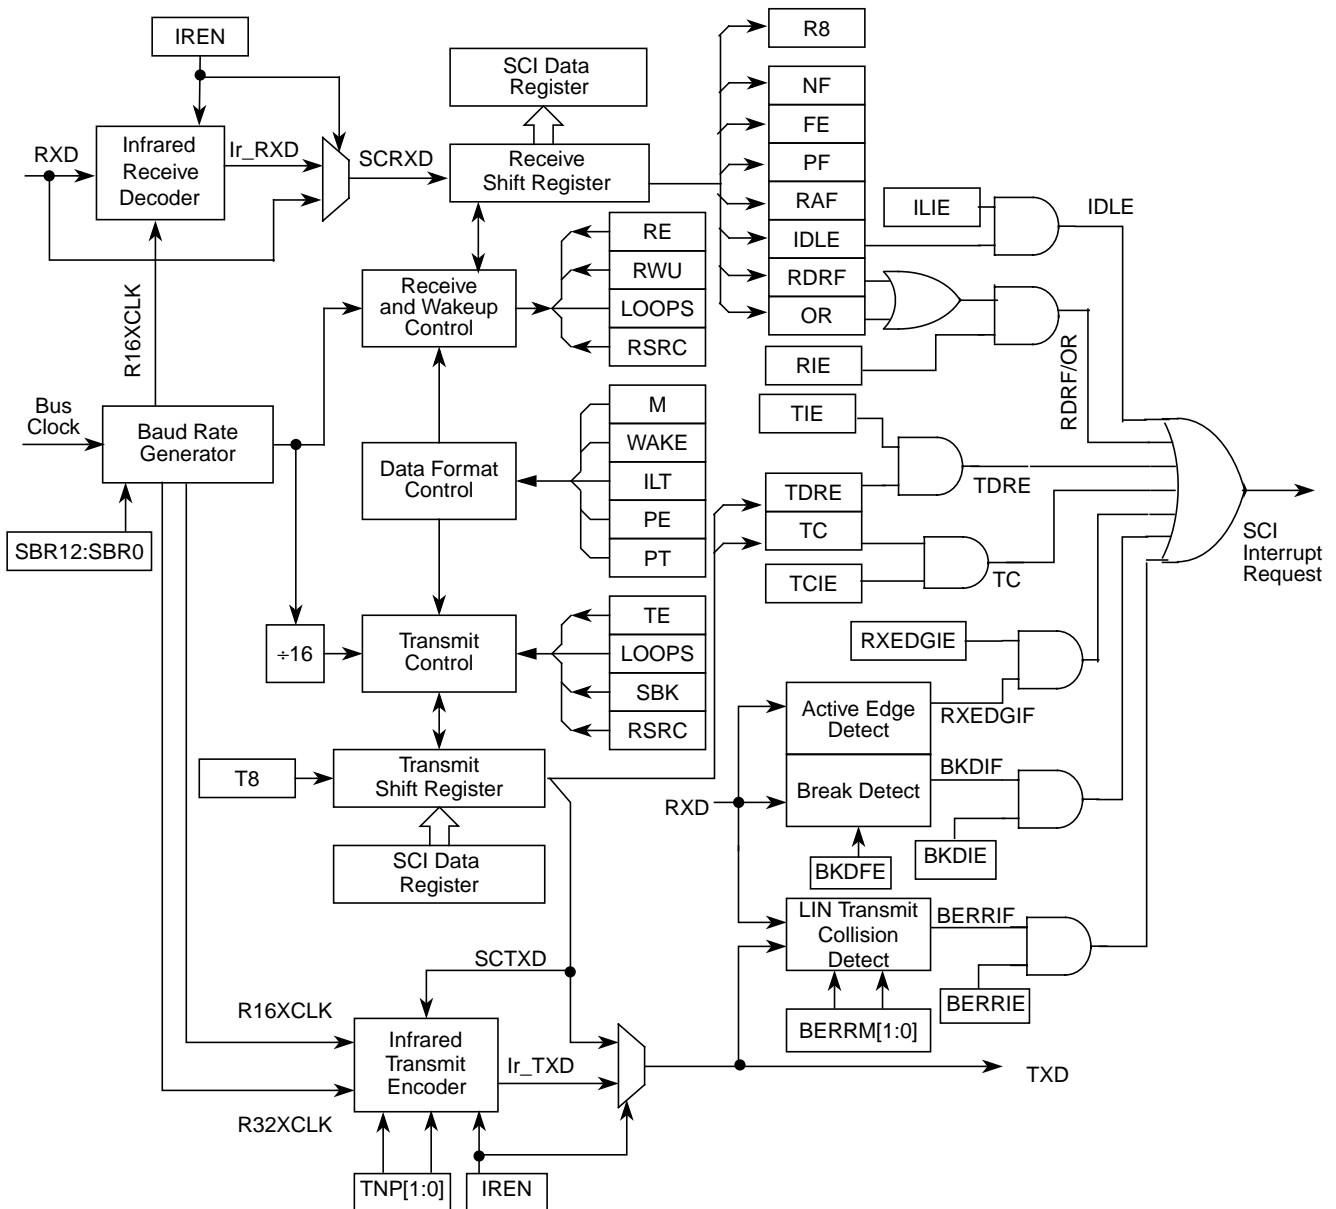 IREN
R8
SCI Data
Register
NF
FE
PF
RAF
IDLE
RDRF
OR
RXD
Infrared
Receive
Decoder
Ir_RXD
SCRXD
Receive
Shift Register
ILIE
IDLE
RE
RWU
LOOPS
RSRC
Receive
and Wakeup
Control
R16XCLK
RIE
RDRF/OR
Bus
Clock
Baud Rate
Generator
SBR12:SBR0
Data Format
Control
M
WAKE
ILT
PE
PT
TIE
TDRE
TC
TCIE
TDRE
TC
SCI
Interrupt
Request
÷16
Transmit
Control
TE
LOOPS
SBK
RSRC
RXEDGIE
Active Edge
Detect
RXEDGIF
T8
Transmit
Shift Register
RXD
Break Detect
BKDIF
BKDIE
BKDFE
SCI Data
Register
LIN Transmit
Collision
Detect
BERRIF
BERRIE
BERRM[1:0]
SCTXD
R16XCLK
Infrared
Transmit
Encoder
Ir_TXD
R32XCLK
TXD
TNP[1:0]
IREN